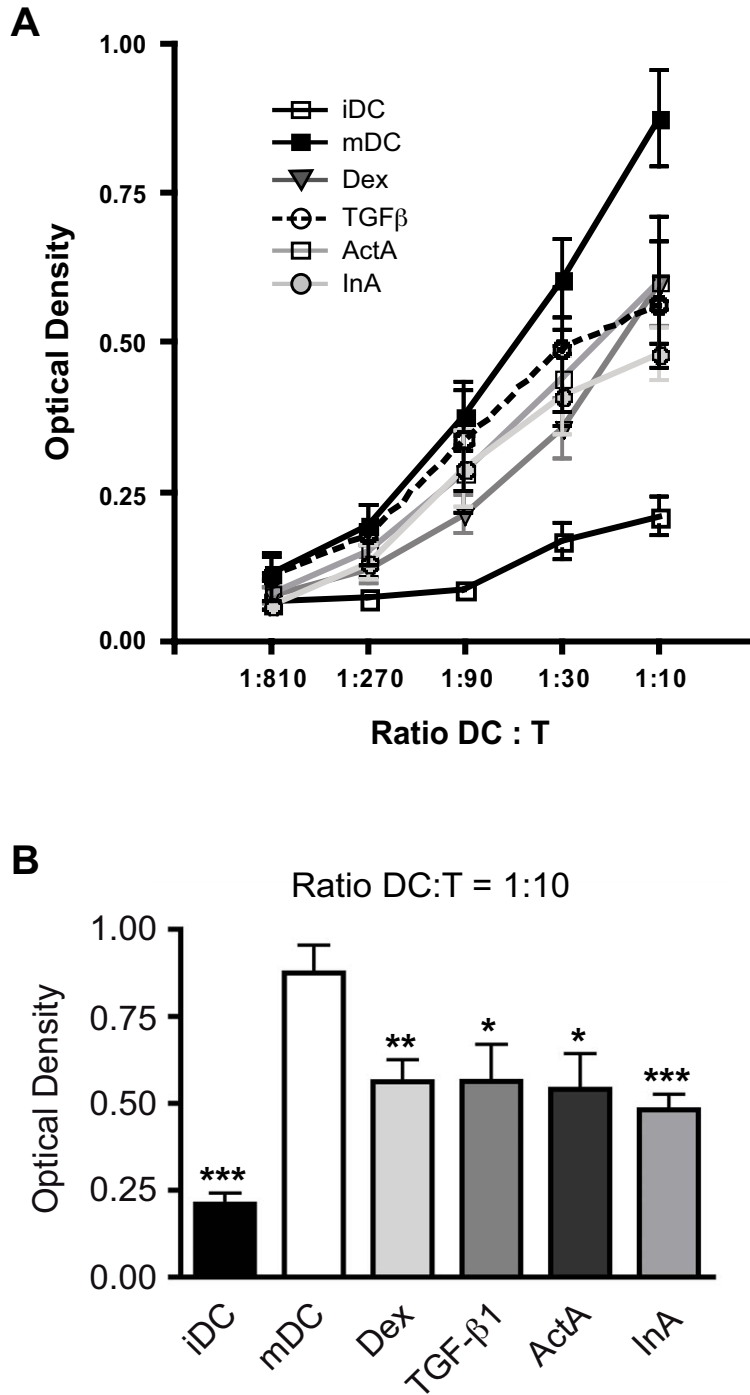 A
1.00
0.75
0.50
0.25
0.00
Optical Density
iDC
mDC
Dex
TGFβ
ActA
InA
1:810 1:270 1:90 1:30 1:10
Ratio DC : T
B
Ratio DC:T = 1:10
1.00
0.75
0.50
0.25
0.00
Optical Density
*** ** * * ***
iDC mDC Dex TGF-β1 ActA InA